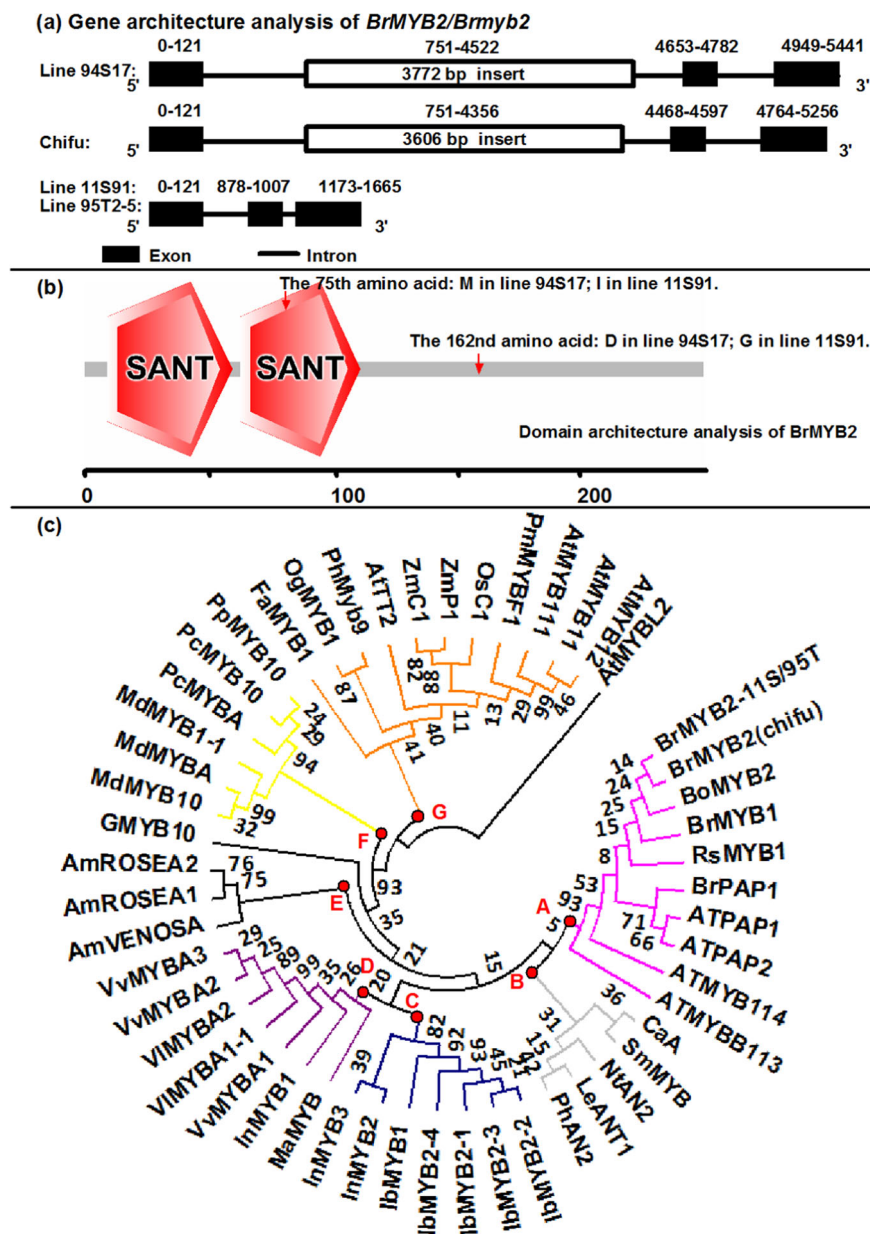 (a) Gene architecture analysis of BrMYB2/Brmyb2
0-121 751-4522 4653-4782 4949-5441
Line 94S17: 5' 3772 bp insert 3'
0-121 751-4356 4468-4597 4764-5256
Chifu: 5' 3606 bp insert 3'
Line 11S91: 0-121 878-1007 1173-1665
Line 95T2-5: 5' 3'
Exon Intron
(b)
The 75th amino acid: M in line 94S17; I in line 11S91.
The 162nd amino acid: D in line 94S17; G in line 11S91.
SANT SANT
Domain architecture analysis of BrMYB2
0 100 200
(c)
AmVENOSA
AmROSEA1
AmROSEA2
GMYB10
MdMYB10
MdMYBA
MdMYB1-1
PcMYBA
PcMYB10
PpMYB10
FaMYB1
OgMYB1
PhMyb9
AtTT2
ZmC1
ZmP1
OsC1
PmMYBF1
AtMYB111
AtMYB11
AtMYB12
AtMYBL2
BrMYB2-11S/95T
BrMYB2(chifu)
BoMYB2
BrMYB1
RsMYB1
BrPAP1
ATPAP1
ATPAP2
ATMYB114
ATMYBB113
CaA
SmMYB
NtAN2
LeANT1
PhAN2
IbMYB2-2
IbMYB2-3
IbMYB2-1
IbMYB2-4
IbMYB1
InMYB2
InMYB3
MaMYB
InMYB1
VvMYBA1
VlMYBA1-1
VlMYBA2
VvMYBA2
VvMYBA3
A
B
C
D
E
F
G
24
29
94
99
32
76
75
29
25
89
99
35
26
20
39
82
92
93
45
21
31
15
36
5
93
53
8
15
25
24
14
71
66
15
21
35
93
87
41
40
11
82
88
13
29
99
46